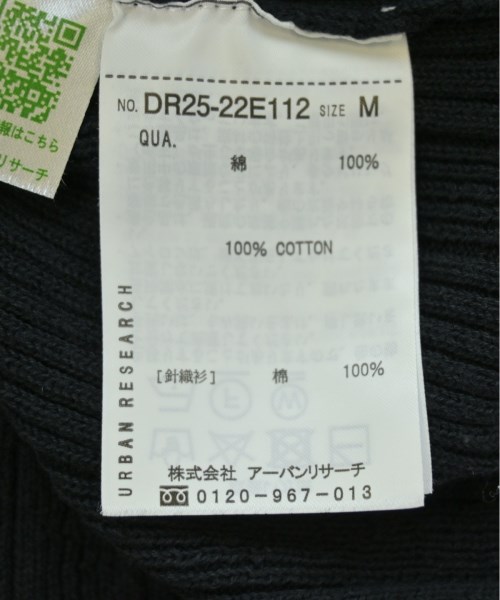 報はこちら
リサーチ
NO. DR25-22E112 SIZE M
QUA.
綿 100%
100% COTTON
URBAN RESEARCH
[針織衫] 棉 100%
株式会社 アーバンリサーチ
0120-967-013